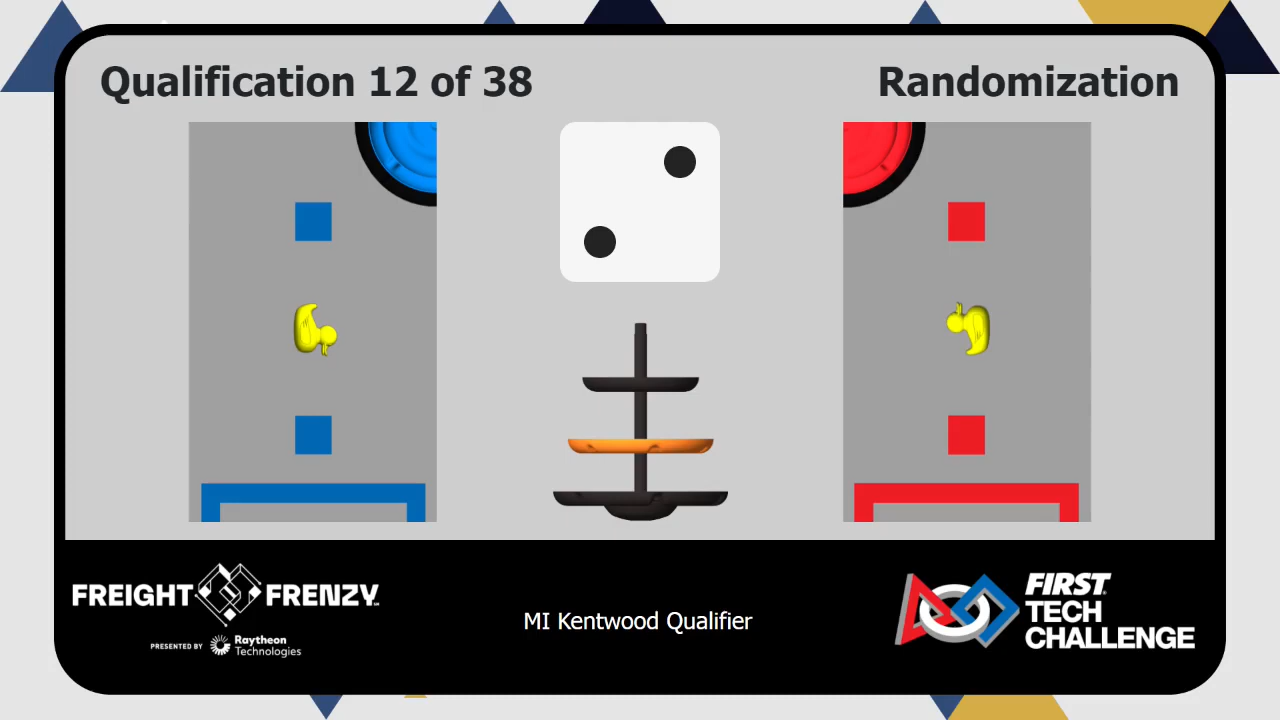 Qualification 12 of 38
Randomization
FREIGHT FRENZY
PRESENTED BY Raytheon Technologies
MI Kentwood Qualifier
FIRST
TECH
CHALLENGE